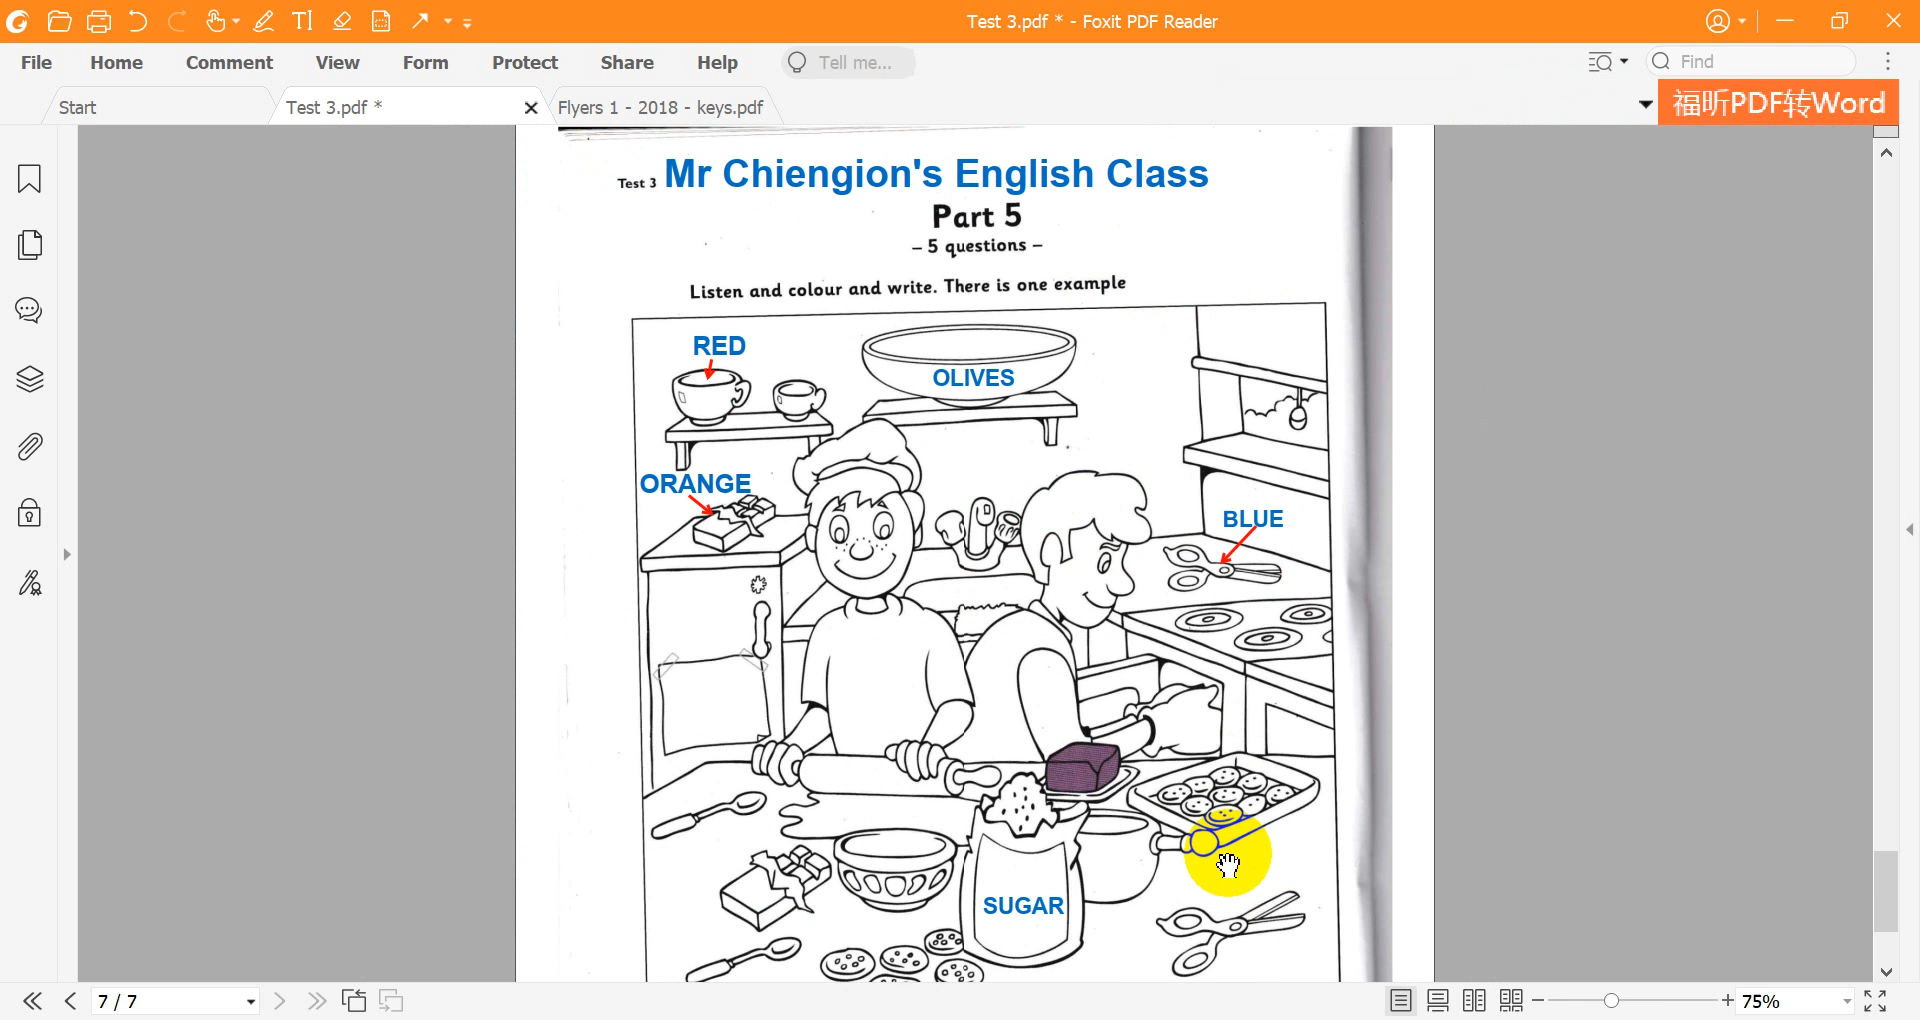 Test 3.pdf * - Foxit PDF Reader
File Home Comment View Form Protect Share Help Tell me... Find
Start Test 3.pdf * Flyers 1 - 2018 - keys.pdf 福昕PDF转Word
Test 3 Mr Chiengion's English Class
Part 5
– 5 questions –
Listen and colour and write. There is one example
RED
OLIVES
ORANGE
BLUE
SUGAR
7 / 7 75%